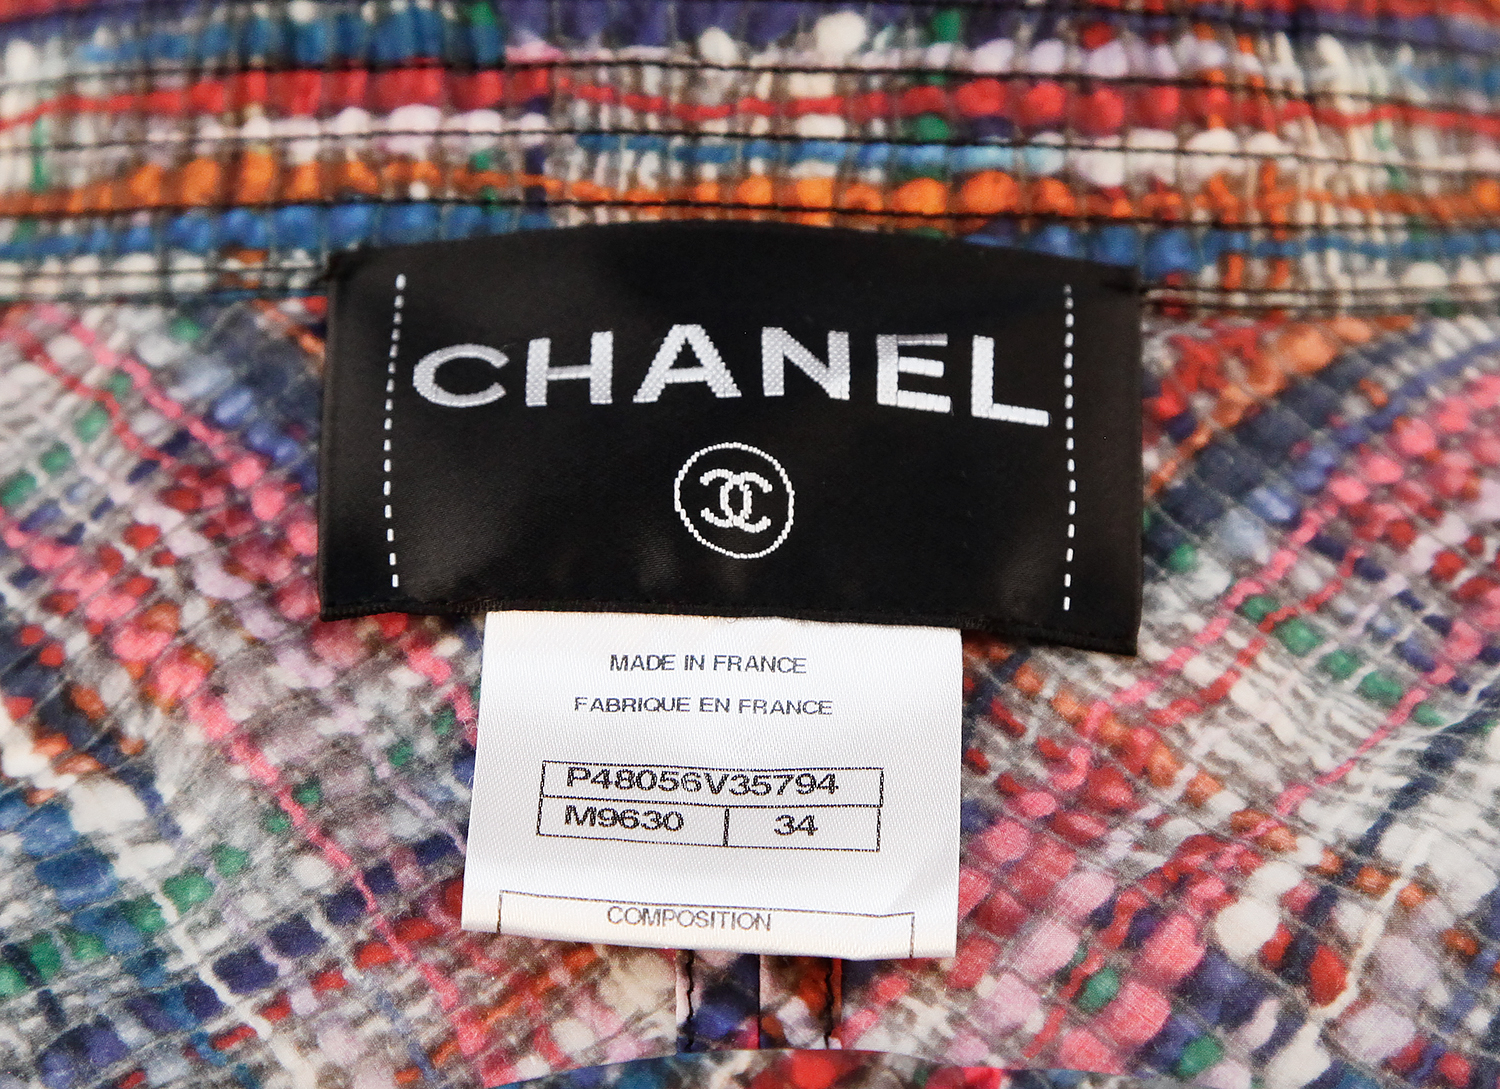 CHANEL
MADE IN FRANCE
FABRIQUE EN FRANCE
P48056V35794
M9630 34
COMPOSITION